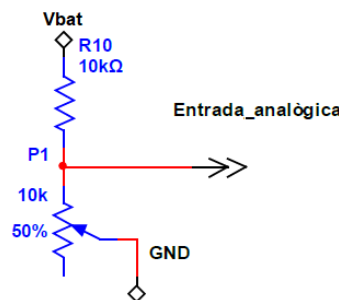 Vbat
R10
10kΩ
Entrada_analògica
P1
10k
50%
GND